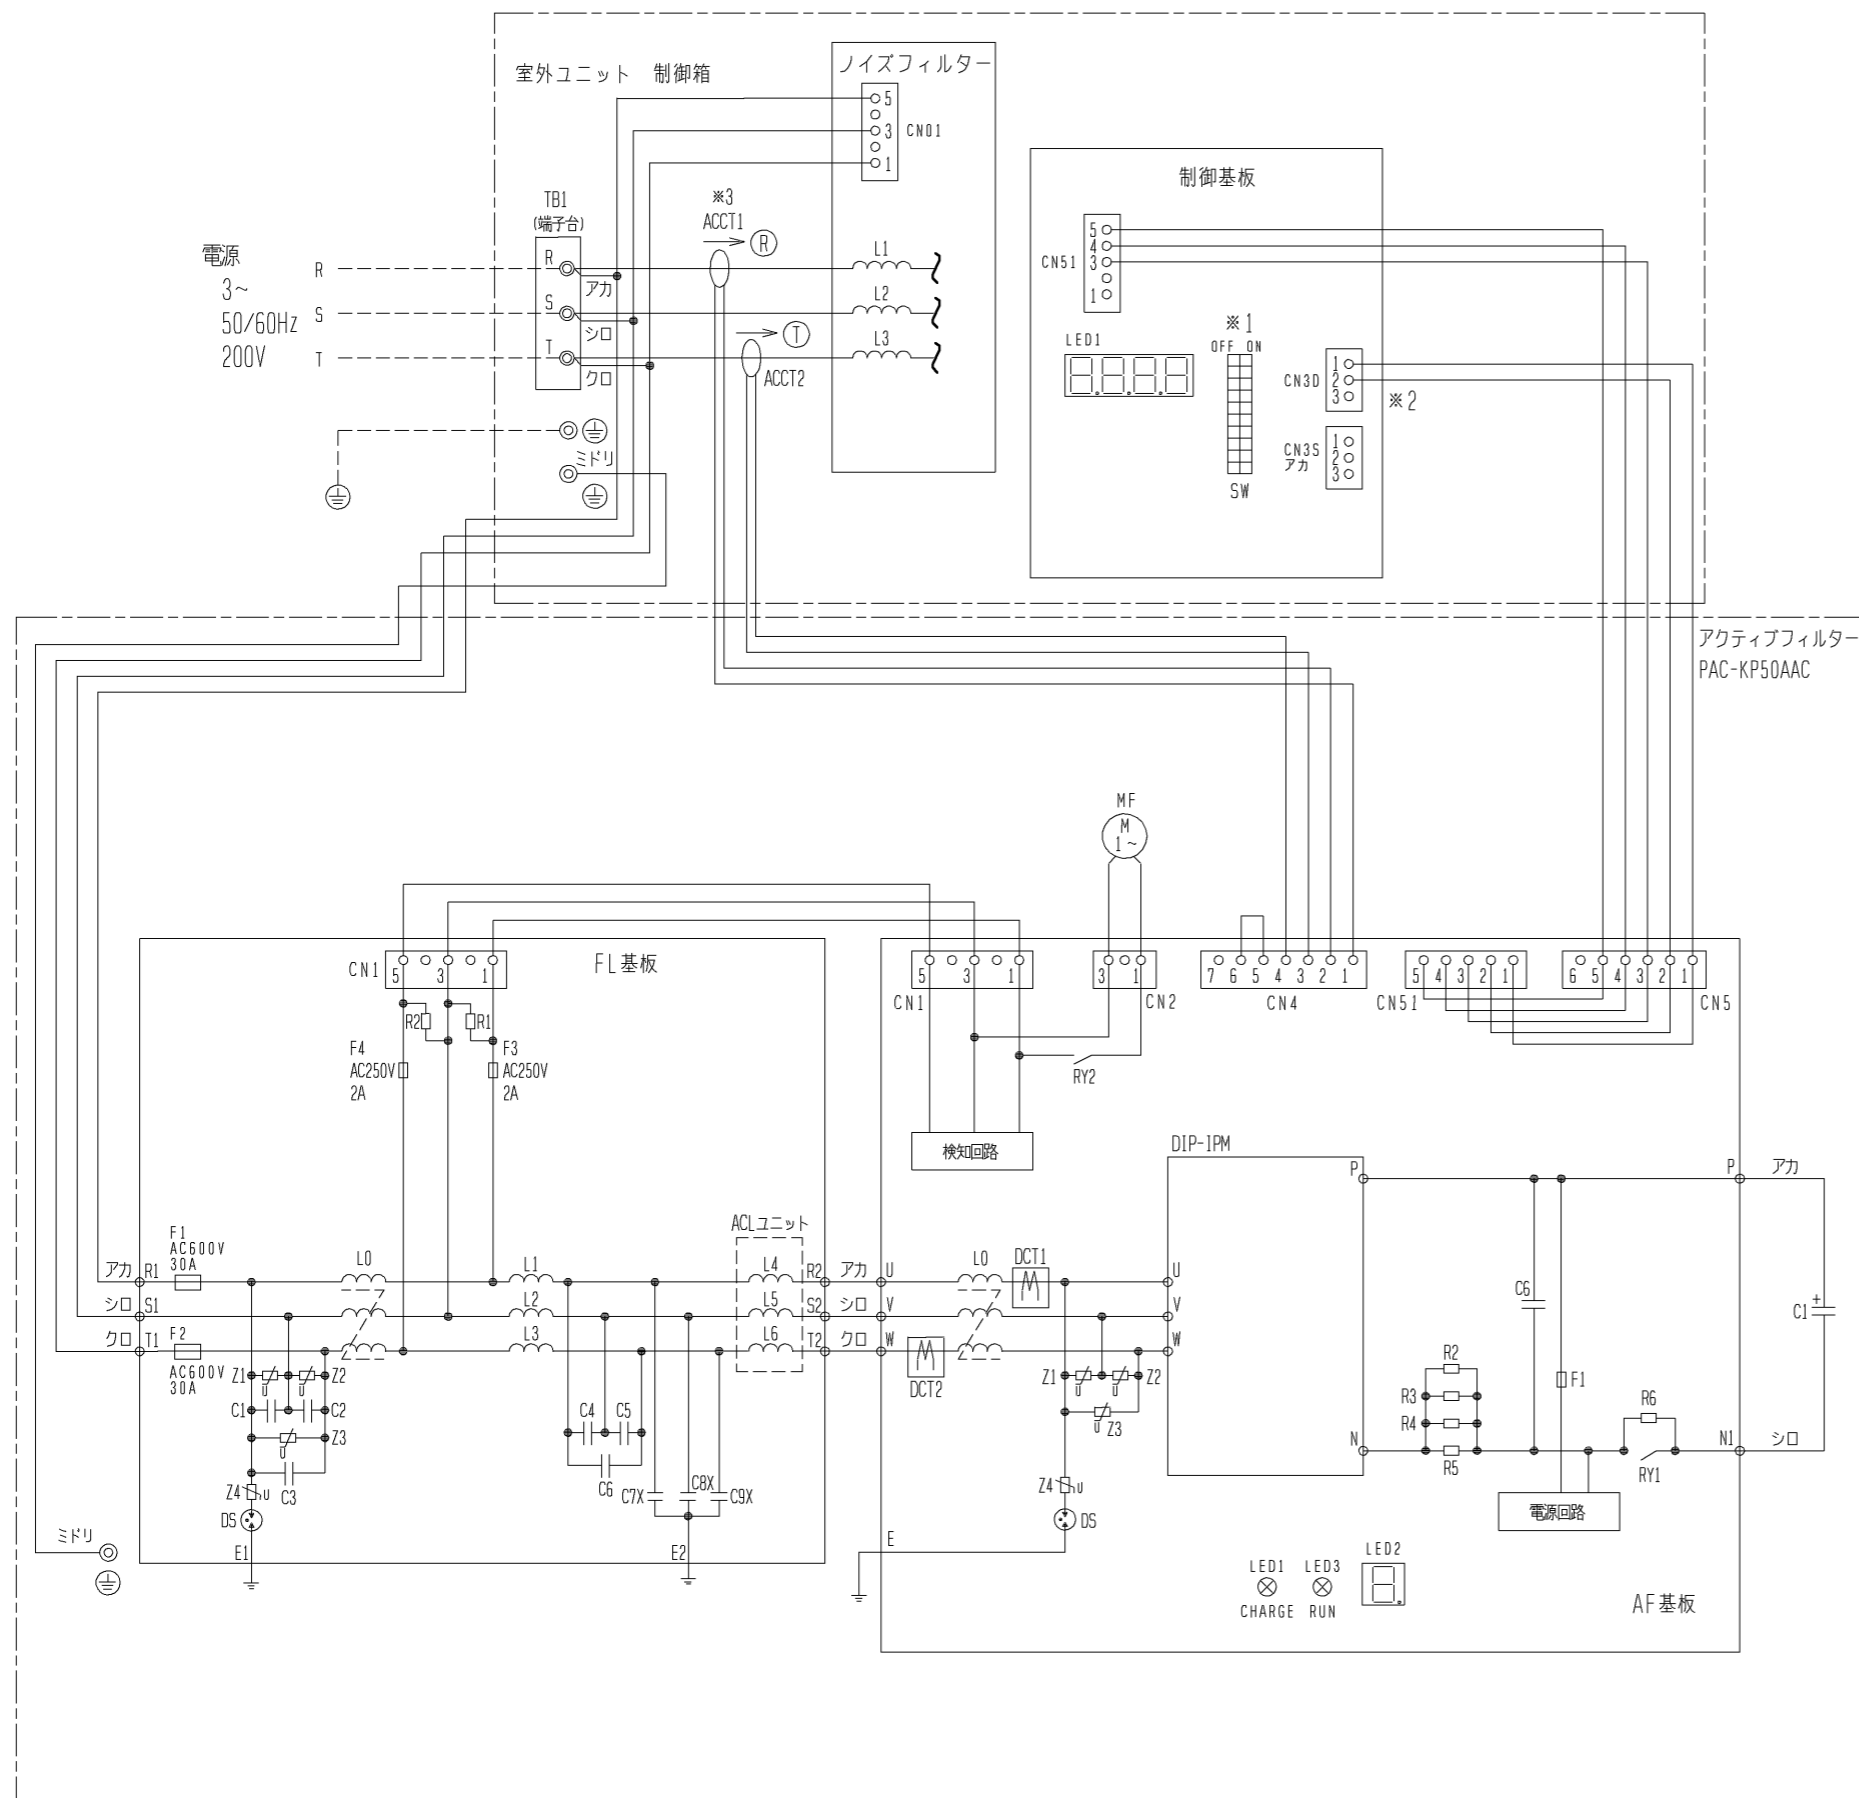 室外ユニット 制御箱
ノイズフィルター
5
3
1
CN01
TB1
(端子台)
電源
3~
50/60Hz
200V
R
S
T
R
S
T
アカ
シロ
クロ
ミドリ
※3
ACCT1
R
T
ACCT2
L1
L2
L3
制御基板
CN51
5
4
3
1
LED1
8.8.8.8
※1
OFF ON
SW
CN3D
1
2
3
※2
CN3S
アカ
1
2
3
アクティブフィルター
PAC-KP50AAC
MF
M
1~
FL基板
CN1
5 3 1
R2
R1
F4
AC250V
2A
F3
AC250V
2A
F1
AC600V
30A
F2
AC600V
30A
アカ R1
シロ S1
クロ T1
L0
L1
L2
L3
ACLユニット
L4
L5
L6
R2
S2
T2
アカ
シロ
クロ
Z1
U
U
Z2
C1
C2
Z3
U
C3
Z4
U
DS
E1
C4
C5
C6
C7X
C8X
C9X
E2
ミドリ
CN1
5 3 1
CN2
3 1
CN4
7 6 5 4 3 2 1
CN51
5 4 3 2 1
CN5
6 5 4 3 2 1
RY2
検知回路
DIP-IPM
U
V
W
L0
DCT1
DCT2
U
V
W
P
N
Z1
U
U
Z2
U
Z3
Z4
U
DS
E
R2
R3
R4
R5
C6
F1
R6
RY1
電源回路
P
アカ
N1
シロ
+
C1
LED1
CHARGE
LED3
RUN
LED2
8.
AF基板